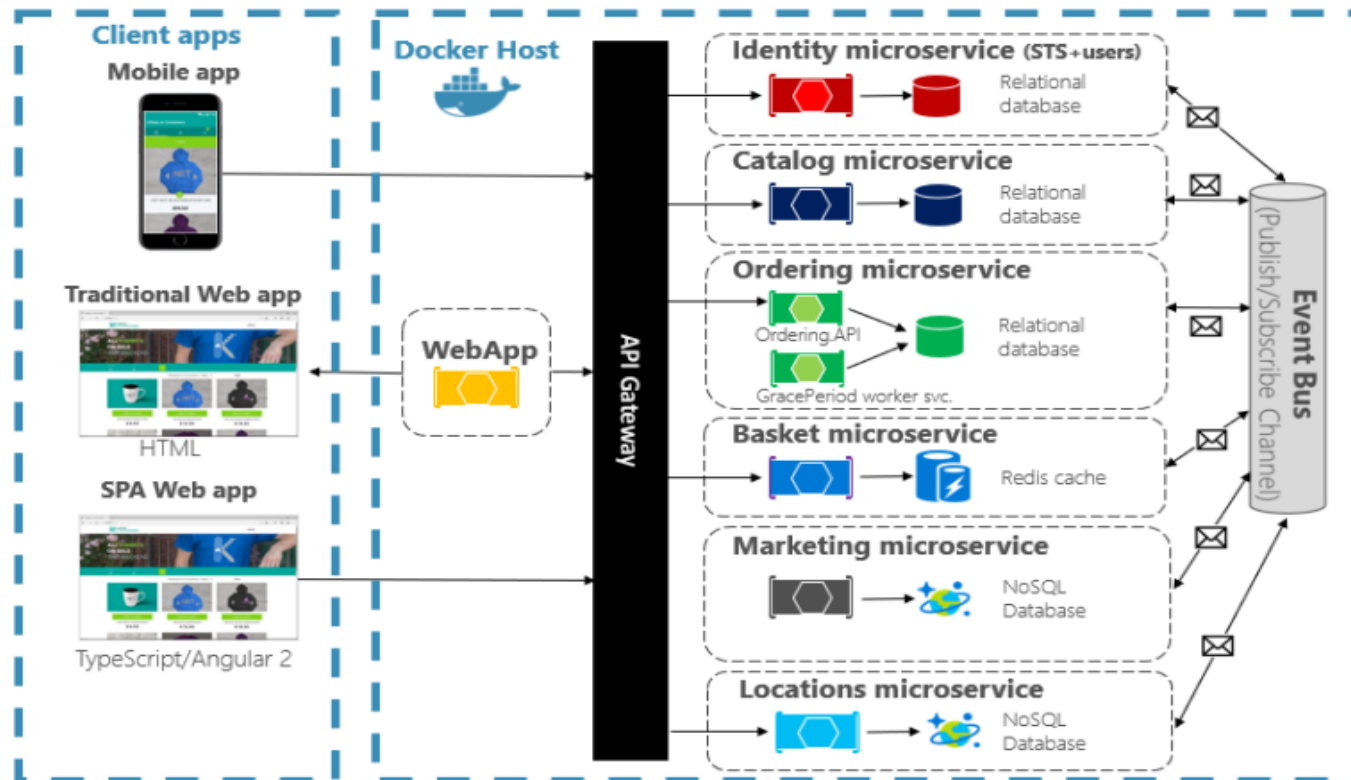 Client apps
Mobile app
Traditional Web app
HTML
SPA Web app
TypeScript/Angular 2
Docker Host
WebApp
API Gateway
Identity microservice (STS+users)
Relational
database
Catalog microservice
Relational
database
Ordering microservice
Ordering.API
GracePeriod worker svc.
Relational
database
Basket microservice
Redis cache
Marketing microservice
NoSQL
Database
Locations microservice
NoSQL
Database
Event Bus
(Publish/Subscribe Channel)